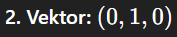 2. Vektor: (0, 1, 0)